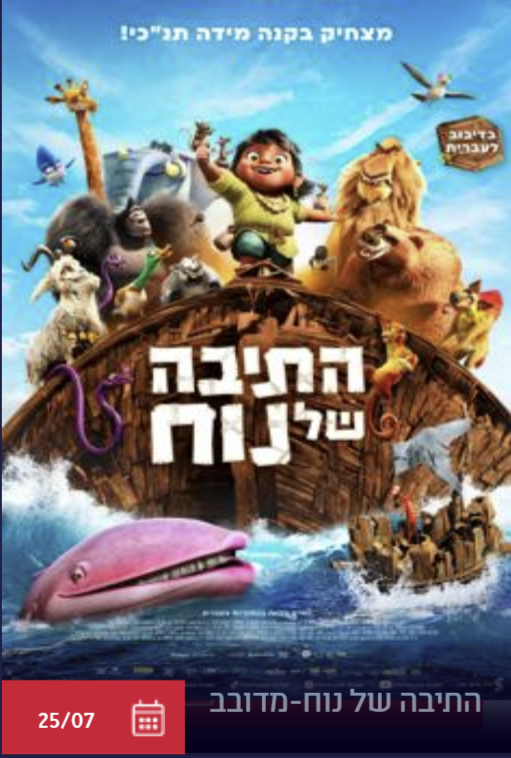 מצחיק בקנה מידה תנ"כי!
בדיבוב
לעברית
התיבה
של נוח
התיבה של נוח-מדובב
25/07